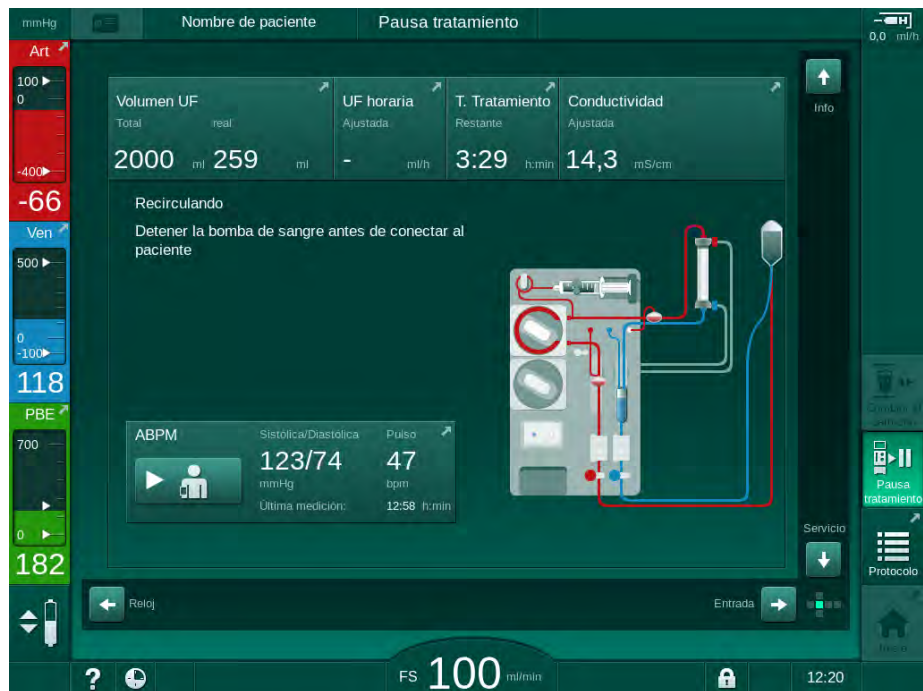 mmHg
Nombre de paciente
Pausa tratamiento
0,0 ml/h
Art
100
0
-400
-66
Ven
500
0
-100
118
PBE
700
0
182
Volumen UF
Total real
2000 ml 259 ml
UF horaria
Ajustada
- ml/h
T. Tratamiento
Restante
3:29 h:min
Conductividad
Ajustada
14,3 mS/cm
Info
Recirculando
Detener la bomba de sangre antes de conectar al
paciente
ABPM
Sistólica/Diastólica Pulso
123/74 47
mmHg bpm
Última medición: 12:58 h:min
Pausa
tratamiento
Servicio
Protocolo
Reloj
Entrada
?
FS 100 ml/min
12:20